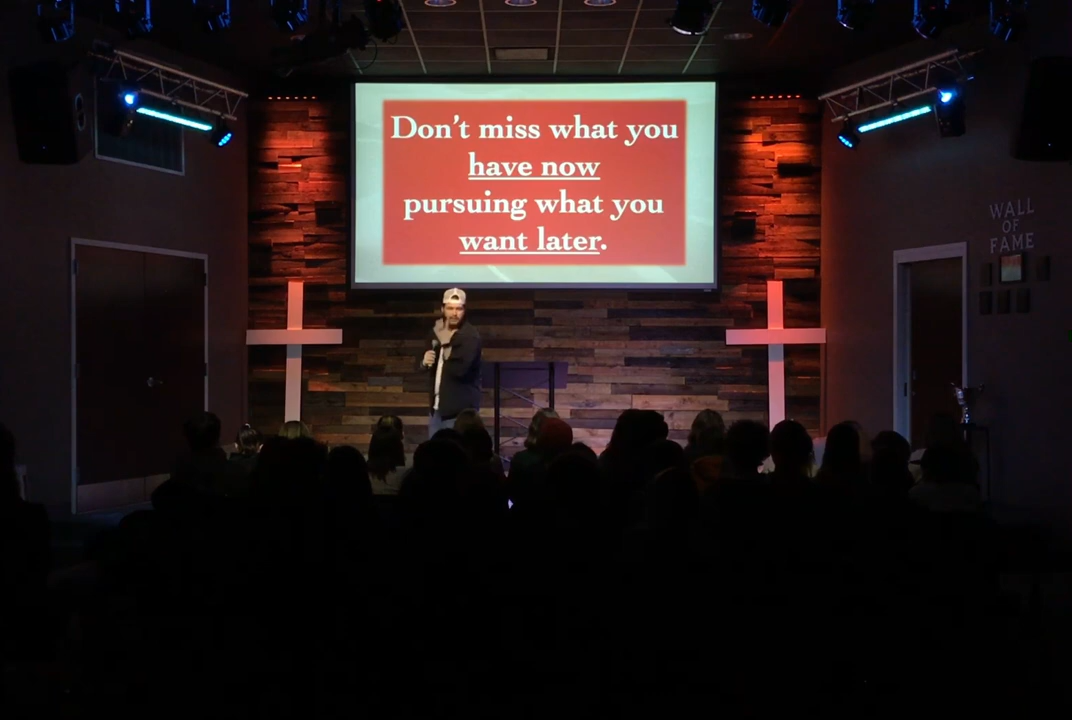 Don't miss what you
have now
pursuing what you
want later.
WALL
OF
FAME